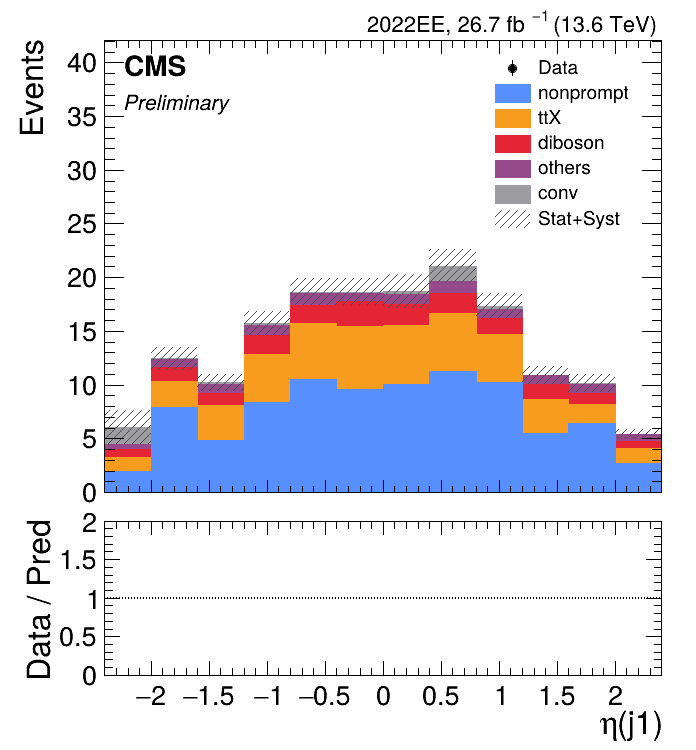 2022EE, 26.7 fb⁻¹ (13.6 TeV)
CMS
Preliminary
Events
40
35
30
25
20
15
10
5
0
Data
nonprompt
ttX
diboson
others
conv
Stat+Syst
Data / Pred
2
1.5
1
0.5
0
−2 −1.5 −1 −0.5 0 0.5 1 1.5 2
η(j1)